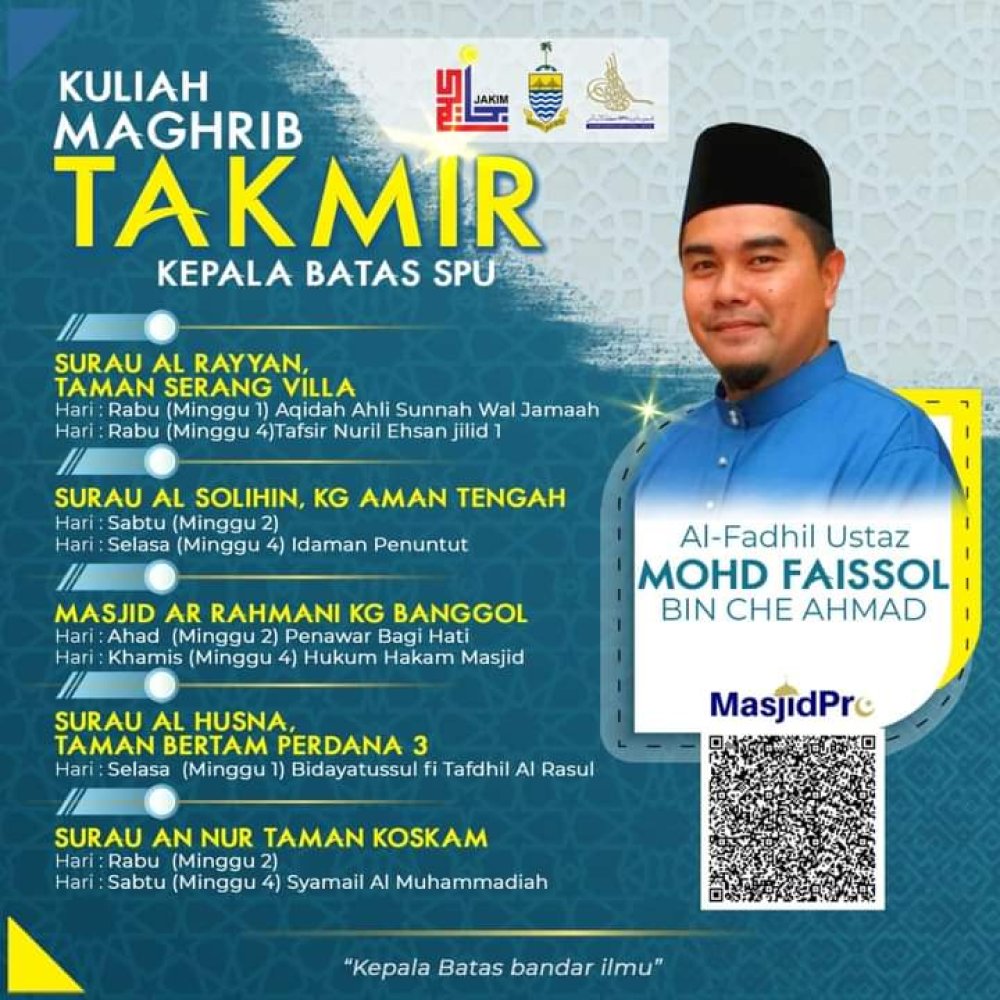 KULIAH
MAGHRIB
TAKMIR
KEPALA BATAS SPU
JAKIM
SURAU AL RAYYAN,
TAMAN SERANG VILLA
Hari : Rabu (Minggu 1) Aqidah Ahli Sunnah Wal Jamaah
Hari : Rabu (Minggu 4)Tafsir Nuril Ehsan jilid 1
SURAU AL SOLIHIN, KG AMAN TENGAH
Hari : Sabtu (Minggu 2)
Hari : Selasa (Minggu 4) Idaman Penuntut
MASJID AR RAHMANI KG BANGGOL
Hari : Ahad (Minggu 2) Penawar Bagi Hati
Hari : Khamis (Minggu 4) Hukum Hakam Masjid
SURAU AL HUSNA,
TAMAN BERTAM PERDANA 3
Hari : Selasa (Minggu 1) Bidayatussul fi Tafdhil Al Rasul
SURAU AN NUR TAMAN KOSKAM
Hari : Rabu (Minggu 2)
Hari : Sabtu (Minggu 4) Syamail Al Muhammadiah
Al-Fadhil Ustaz
MOHD FAISSOL
BIN CHE AHMAD
MasjidPro
"Kepala Batas bandar ilmu"